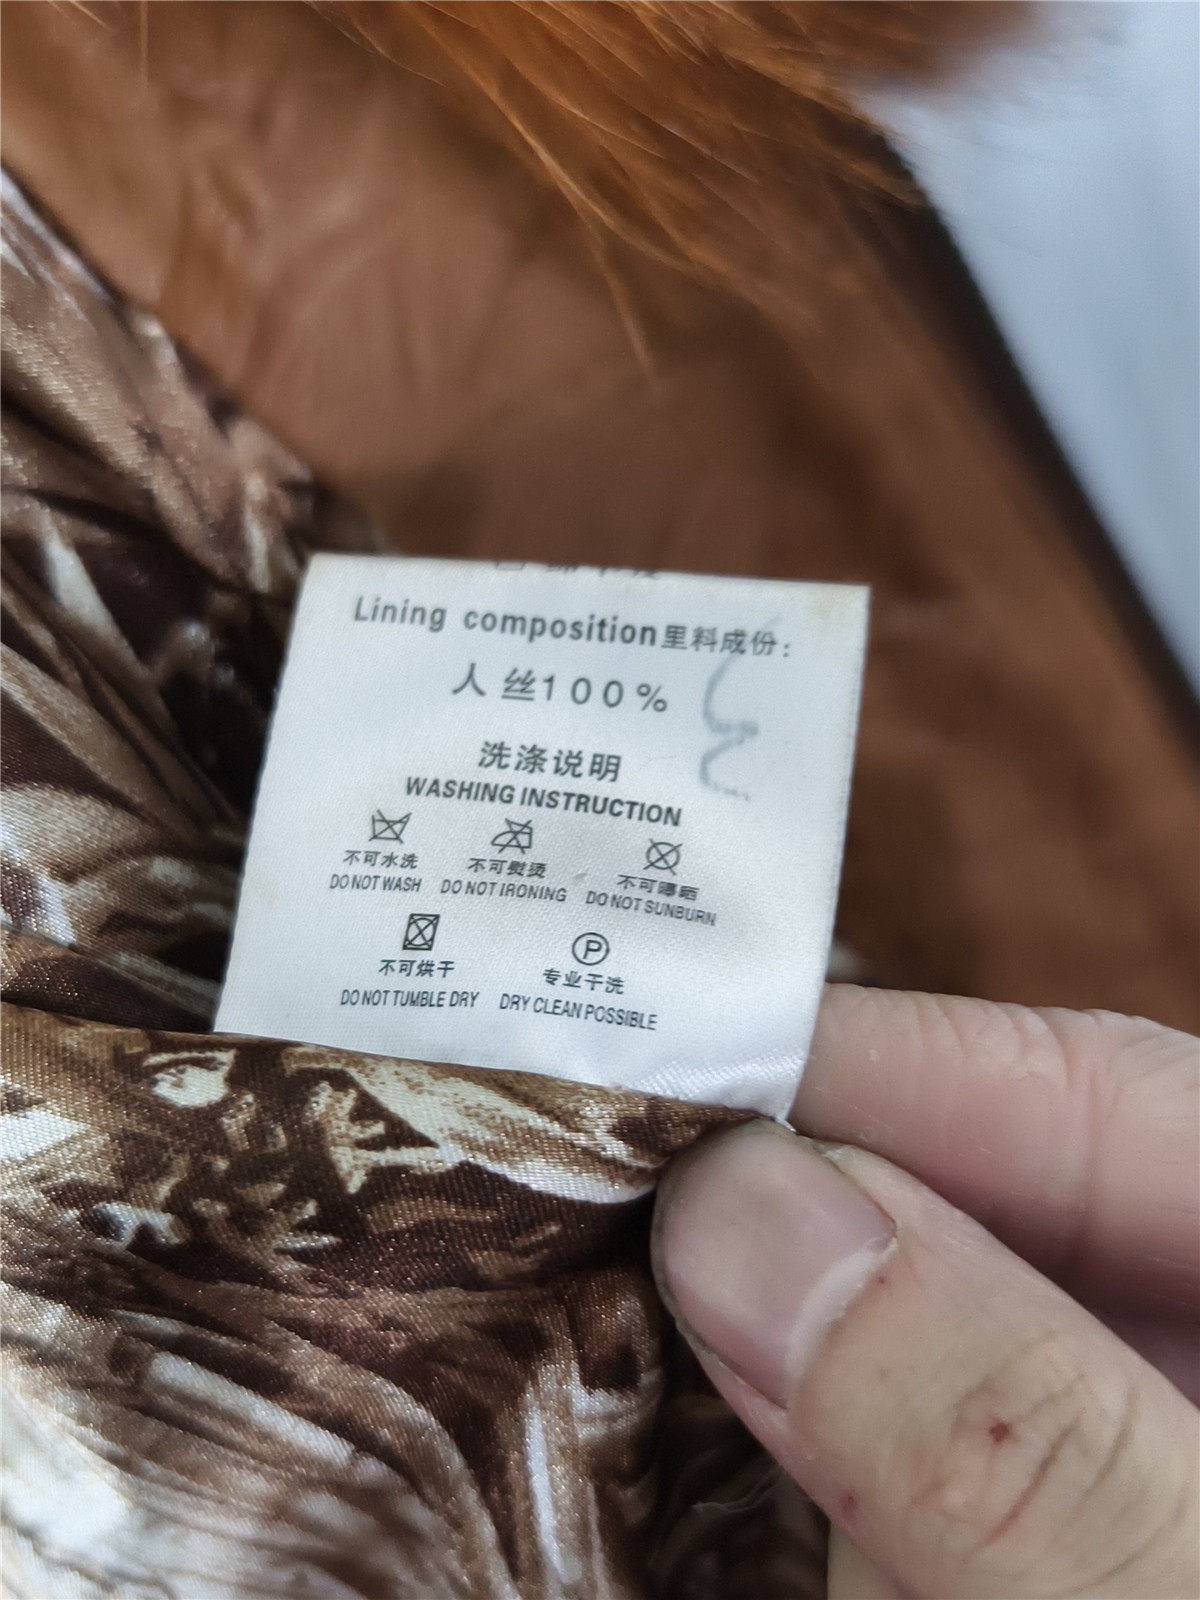 Lining composition里料成份:
人丝100%
洗涤说明
WASHING INSTRUCTION
不可水洗 不可熨烫 不可曝晒
DO NOT WASH DO NOT IRONING DO NOT SUNBURN
P
不可烘干 专业干洗
DO NOT TUMBLE DRY DRY CLEAN POSSIBLE